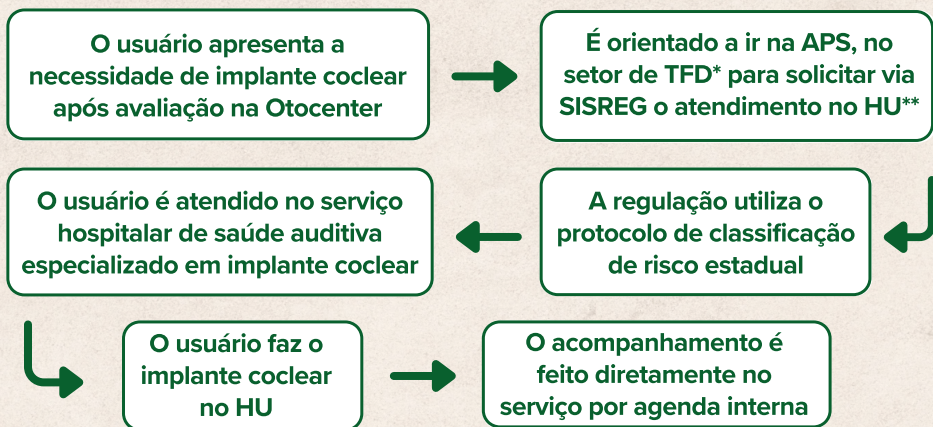 O usuário apresenta a
necessidade de implante coclear
após avaliação na Otocenter
É orientado a ir na APS, no
setor de TFD* para solicitar via
SISREG o atendimento no HU**
A regulação utiliza o
protocolo de classificação
de risco estadual
O usuário é atendido no serviço
hospitalar de saúde auditiva
especializado em implante coclear
O usuário faz o
implante coclear
no HU
O acompanhamento é
feito diretamente no
serviço por agenda interna